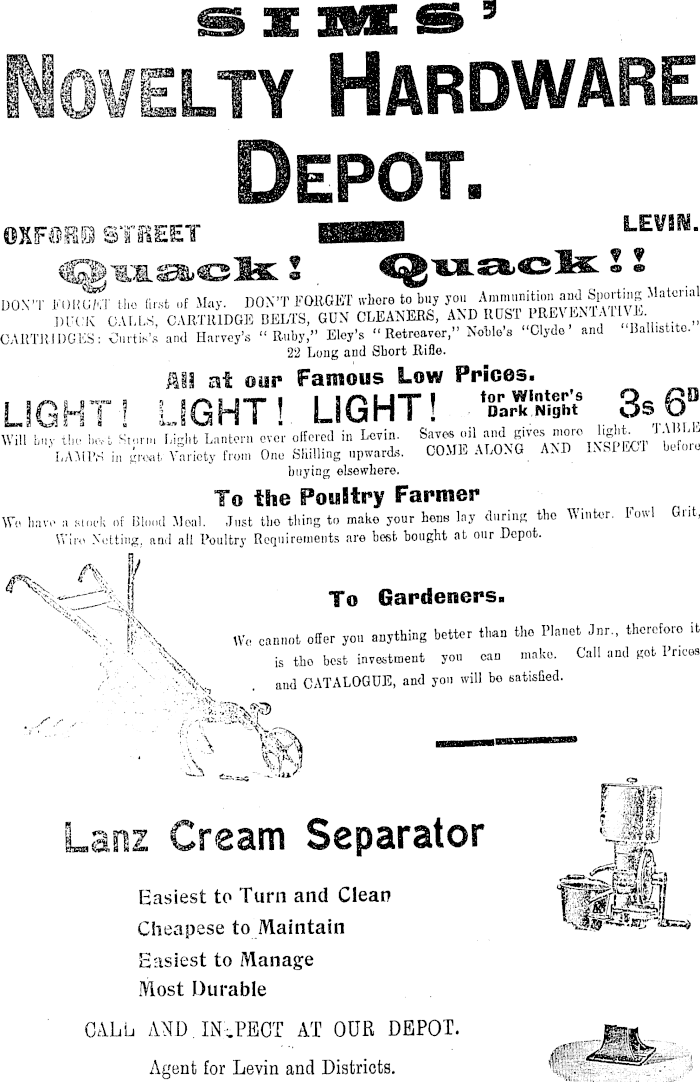 SIMS'
NOVELTY HARDWARE
DEPOT.
OXFORD STREET LEVIN.
Quack! Quack!!
DON'T FORGET the first of May. DON'T FORGET where to buy you Ammunition and Sporting Material
DUCK CALLS, CARTRIDGE BELTS, GUN CLEANERS, AND RUST PREVENTATIVE.
CARTRIDGES: Curtis's and Harvey's "Ruby," Eley's "Retreaver," Noble's "Clyde' and "Ballistite."
22 Long and Short Rifle.
All at our Famous Low Prices.
LIGHT! LIGHT! LIGHT! for Winter's Dark Night 3s 6D
Will buy the best Storm Light Lantern ever offered in Levin. Saves oil and gives more light. TABLE
LAMPS in great Variety from One Shilling upwards. COME ALONG AND INSPECT before
buying elsewhere.
To the Poultry Farmer
We have a stock of Blood Meal. Just the thing to make your hens lay during the Winter. Fowl Grit,
Wire Netting, and all Poultry Requirements are best bought at our Depot.
To Gardeners.
We cannot offer you anything better than the Planet Jnr., therefore it
is the best investment you can make. Call and get Prices
and CATALOGUE, and you will be satisfied.
Lanz Cream Separator
Easiest to Turn and Clean
Cheapese to Maintain
Easiest to Manage
Most Durable
CALL AND INSPECT AT OUR DEPOT.
Agent for Levin and Districts.